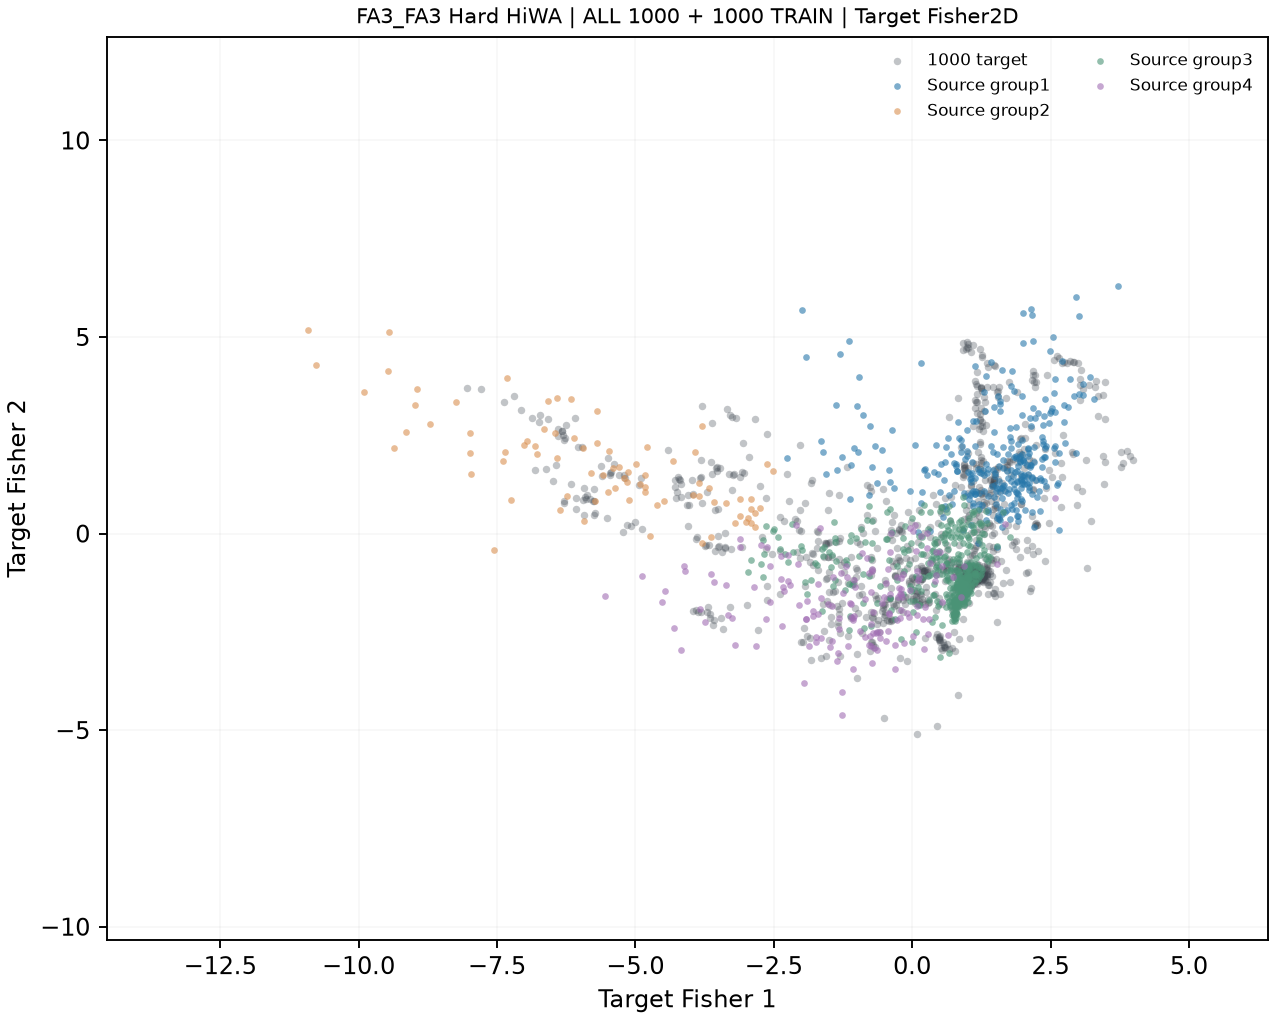 FA3_FA3 Hard HiWA | ALL 1000 + 1000 TRAIN | Target Fisher2D
1000 target
Source group1
Source group2
Source group3
Source group4
Target Fisher 2
10
5
0
−5
−10
−12.5 −10.0 −7.5 −5.0 −2.5 0.0 2.5 5.0
Target Fisher 1